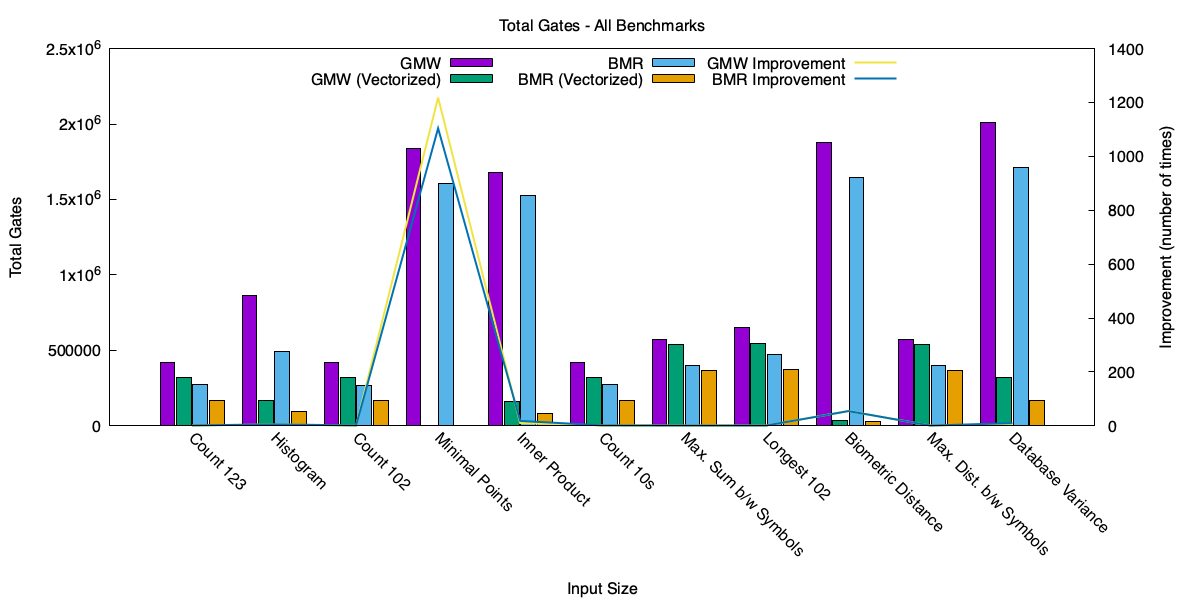 Total Gates - All Benchmarks
GMW
GMW (Vectorized)
BMR
BMR (Vectorized)
GMW Improvement
BMR Improvement
Total Gates
2.5x10^6
2x10^6
1.5x10^6
1x10^6
500000
0
1400
1200
1000
800
600
400
200
0
Improvement (number of times)
Count 123
Histogram
Count 102
Minimal Points
Inner Product
Count 10s
Max. Sum b/w Symbols
Longest 102
Biometric Distance
Max. Dist. b/w Symbols
Database Variance
Input Size